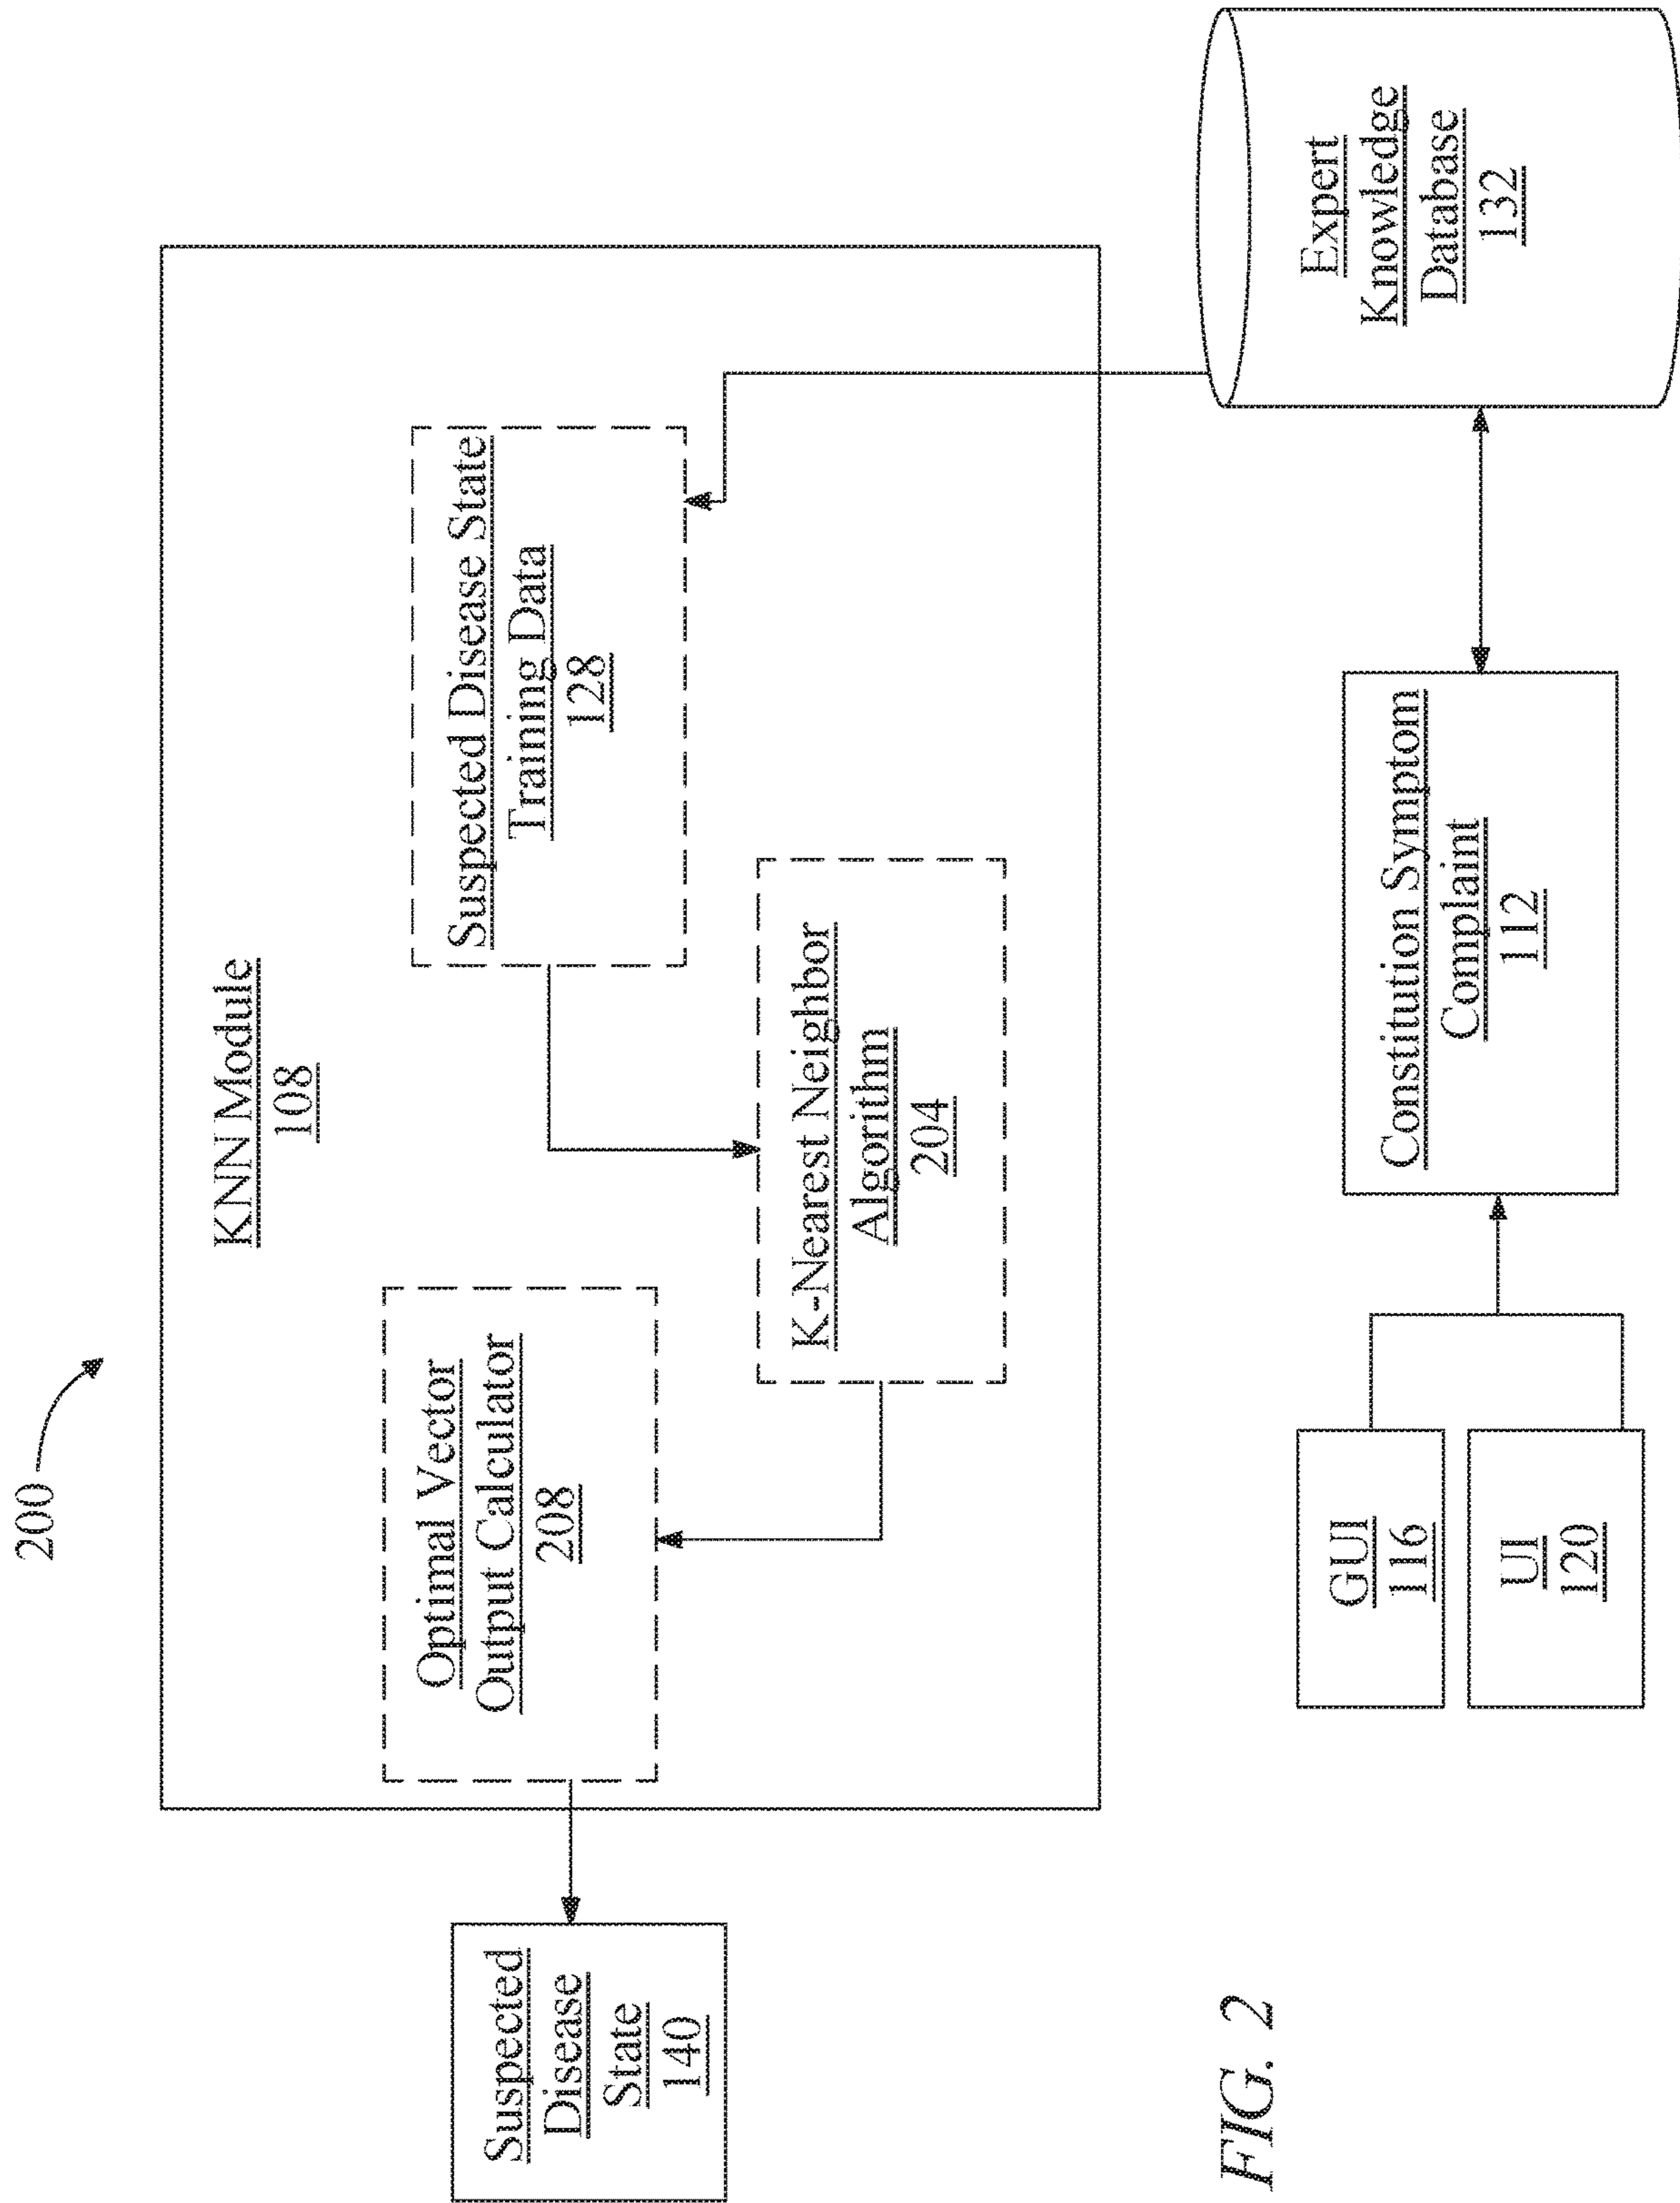 200
KNN Module
108
Optimal Vector
Output Calculator
208
Suspected Disease State
Training Data
128
K-Nearest Neighbor
Algorithm
204
Suspected
Disease
State
140
GUI
116
UI
120
Constitution Symptom
Complaint
112
Expert
Knowledge
Database
132
FIG. 2